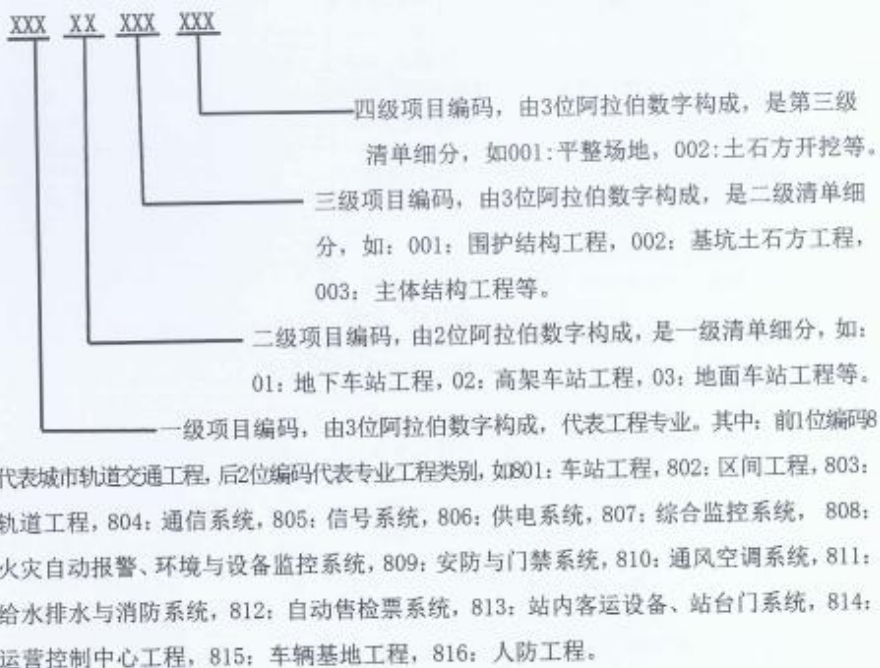 XXX XX XXX XXX
四级项目编码，由3位阿拉伯数字构成，是第三级
清单细分，如001:平整场地，002:土石方开挖等。
三级项目编码，由3位阿拉伯数字构成，是二级清单细
分，如：001：围护结构工程，002：基坑土石方工程，
003：主体结构工程等。
二级项目编码，由2位阿拉伯数字构成，是一级清单细分，如：
01：地下车站工程，02：高架车站工程，03：地面车站工程等。
一级项目编码，由3位阿拉伯数字构成，代表工程专业。其中：前1位编码8
代表城市轨道交通工程，后2位编码代表专业工程类别，如801：车站工程，802：区间工程，803：
轨道工程，804：通信系统，805：信号系统，806：供电系统，807：综合监控系统， 808：
火灾自动报警、环境与设备监控系统，809：安防与门禁系统，810：通风空调系统，811：
给水排水与消防系统，812：自动售检票系统，813：站内客运设备、站台门系统，814：
运营控制中心工程，815：车辆基地工程，816：人防工程。